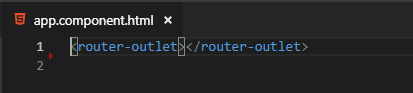 app.component.html ×
1 <router-outlet></router-outlet>
2